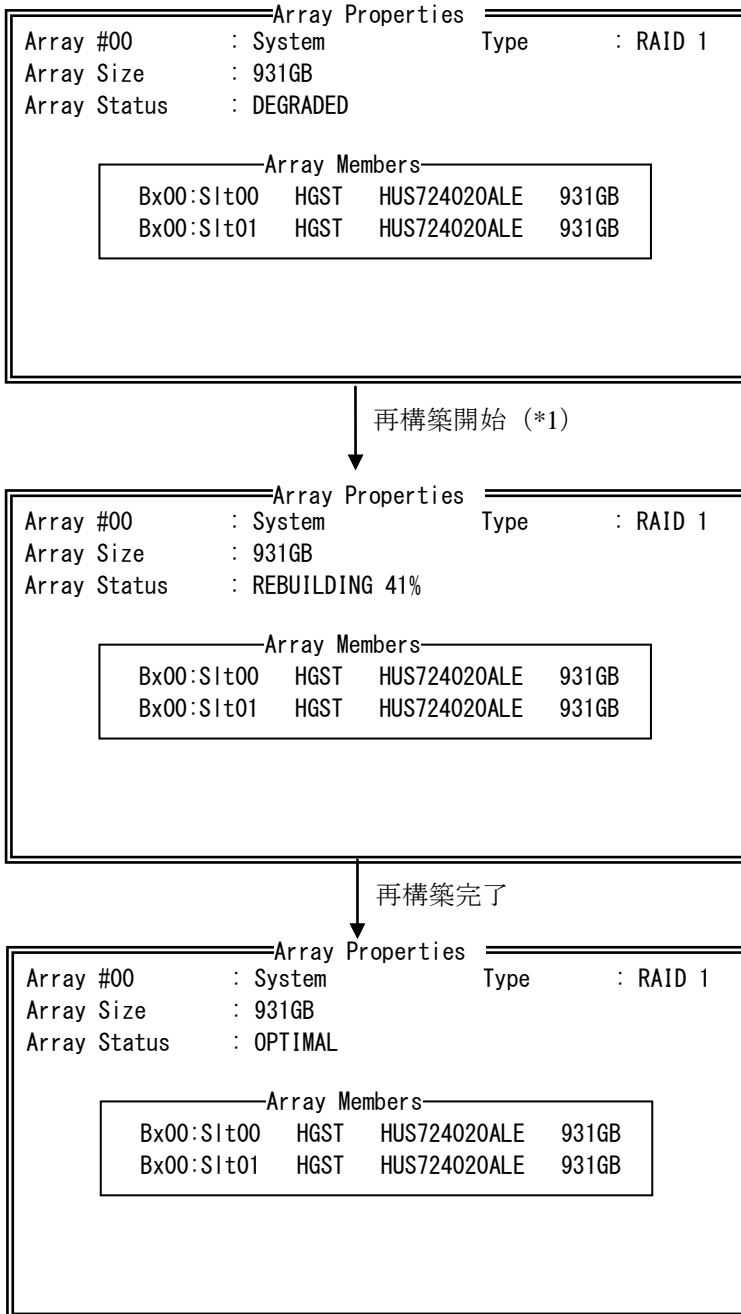 Array Properties
Array #00 : System Type : RAID 1
Array Size : 931GB
Array Status : DEGRADED
Array Members
Bx00:Slt00 HGST HUS724020ALE 931GB
Bx00:Slt01 HGST HUS724020ALE 931GB
再構築開始（*1）
Array Properties
Array #00 : System Type : RAID 1
Array Size : 931GB
Array Status : REBUILDING 41%
Array Members
Bx00:Slt00 HGST HUS724020ALE 931GB
Bx00:Slt01 HGST HUS724020ALE 931GB
再構築完了
Array Properties
Array #00 : System Type : RAID 1
Array Size : 931GB
Array Status : OPTIMAL
Array Members
Bx00:Slt00 HGST HUS724020ALE 931GB
Bx00:Slt01 HGST HUS724020ALE 931GB